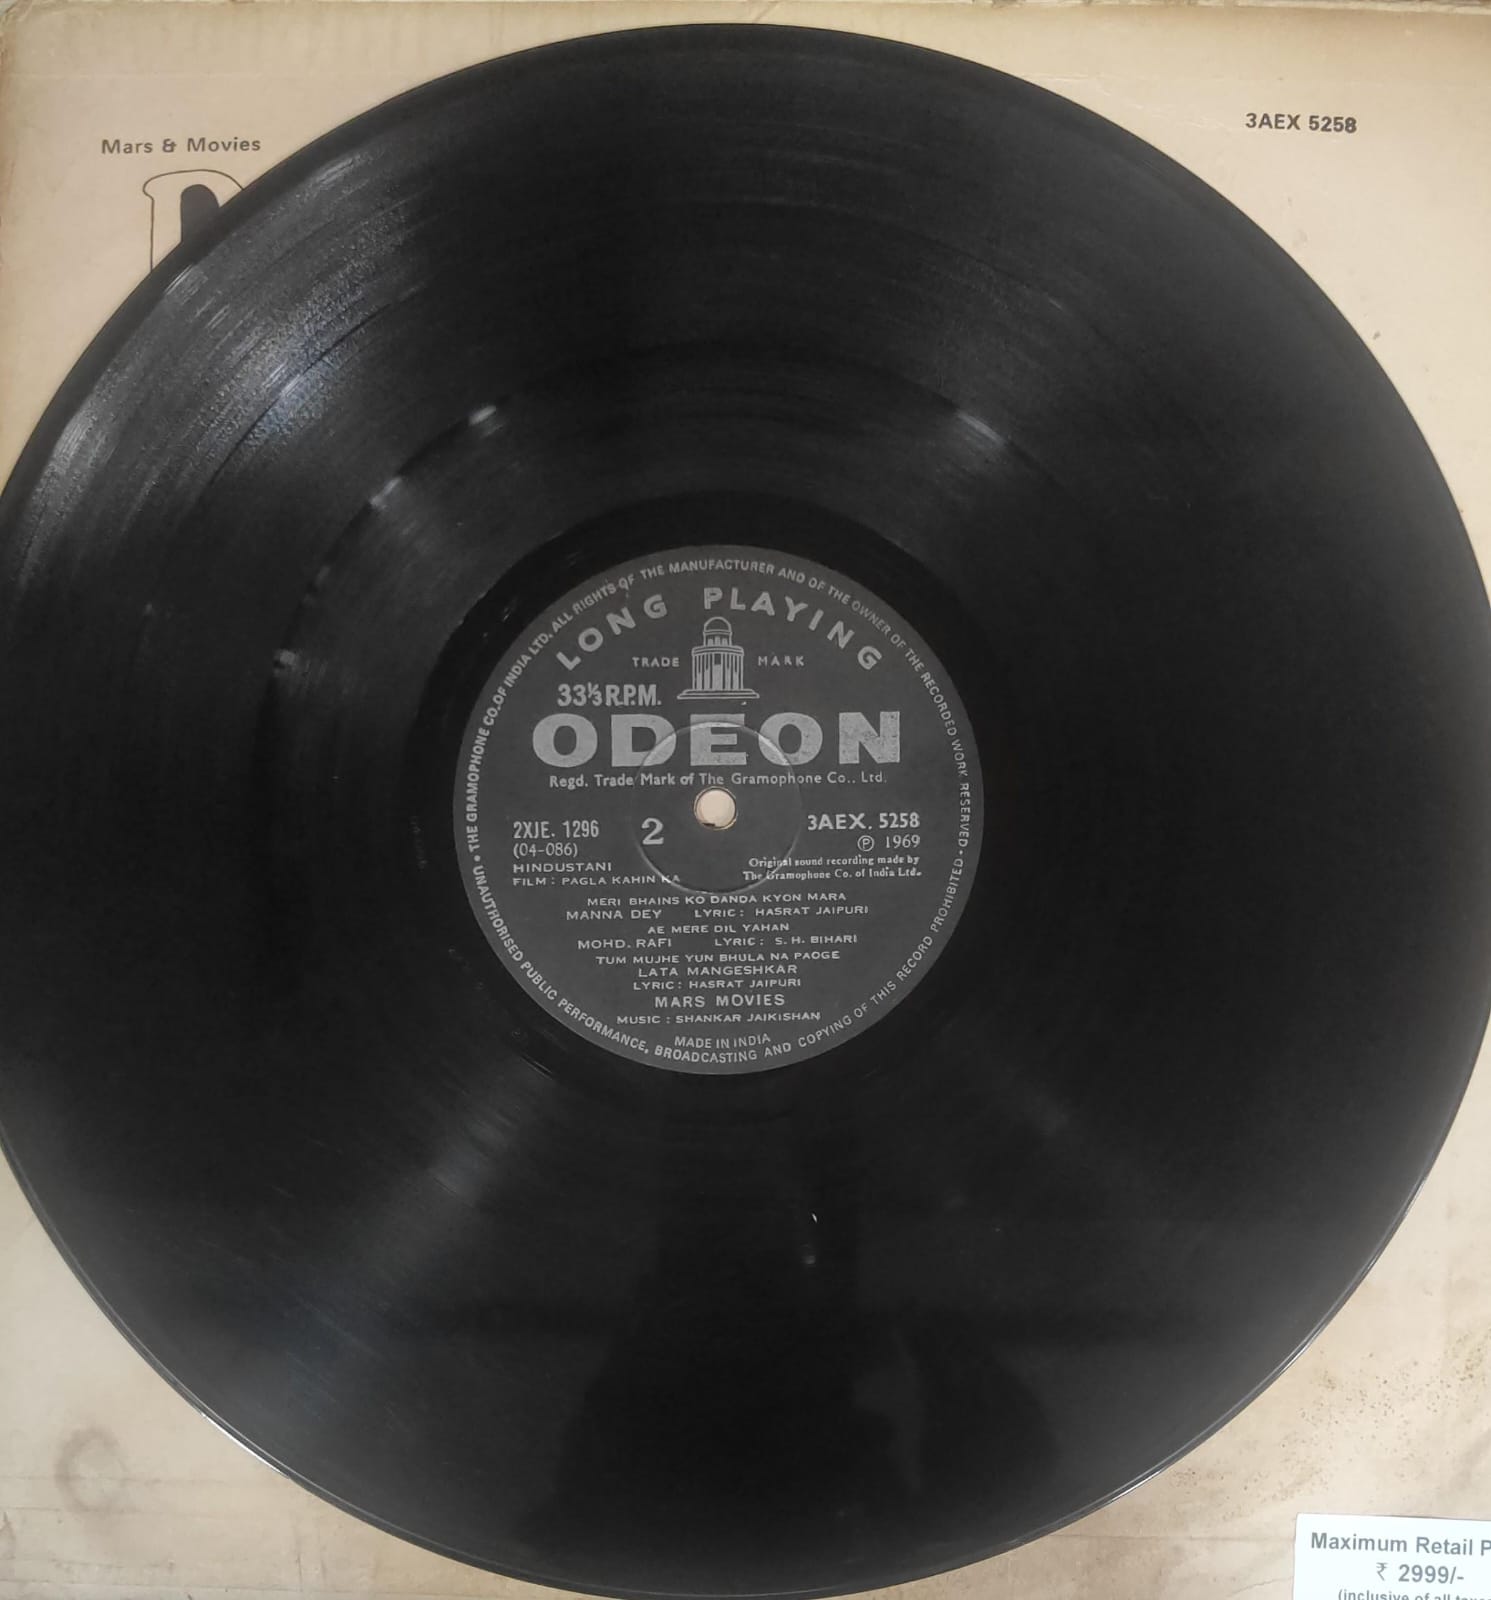 Mars & Movies
3AEX 5258
UNAUTHORISED PUBLIC PERFORMANCE, BROADCASTING AND COPYING OF THIS RECORD PROHIBITED • THE GRAMOPHONE CO. OF INDIA LTD. ALL RIGHTS OF THE MANUFACTURER AND OF THE OWNER OF THE RECORDED WORK RESERVED •
LONG PLAYING
TRADE MARK
33⅓ R.P.M.
ODEON
Regd. Trade Mark of The Gramophone Co., Ltd.
2XJE. 1296 2 3AEX. 5258
(04-086) ℗ 1969
HINDUSTANI Original sound recording made by
FILM : PAGLA KAHIN KA The Gramophone Co. of India Ltd.
MERI BHAINS KO DANDA KYON MARA
MANNA DEY LYRIC : HASRAT JAIPURI
AE MERE DIL YAHAN
MOHD. RAFI LYRIC : S. H. BIHARI
TUM MUJHE YUN BHULA NA PAOGE
LATA MANGESHKAR
LYRIC : HASRAT JAIPURI
MARS MOVIES
MUSIC : SHANKAR JAIKISHAN
MADE IN INDIA
Maximum Retail P
₹ 2999/-
(inclusive of all